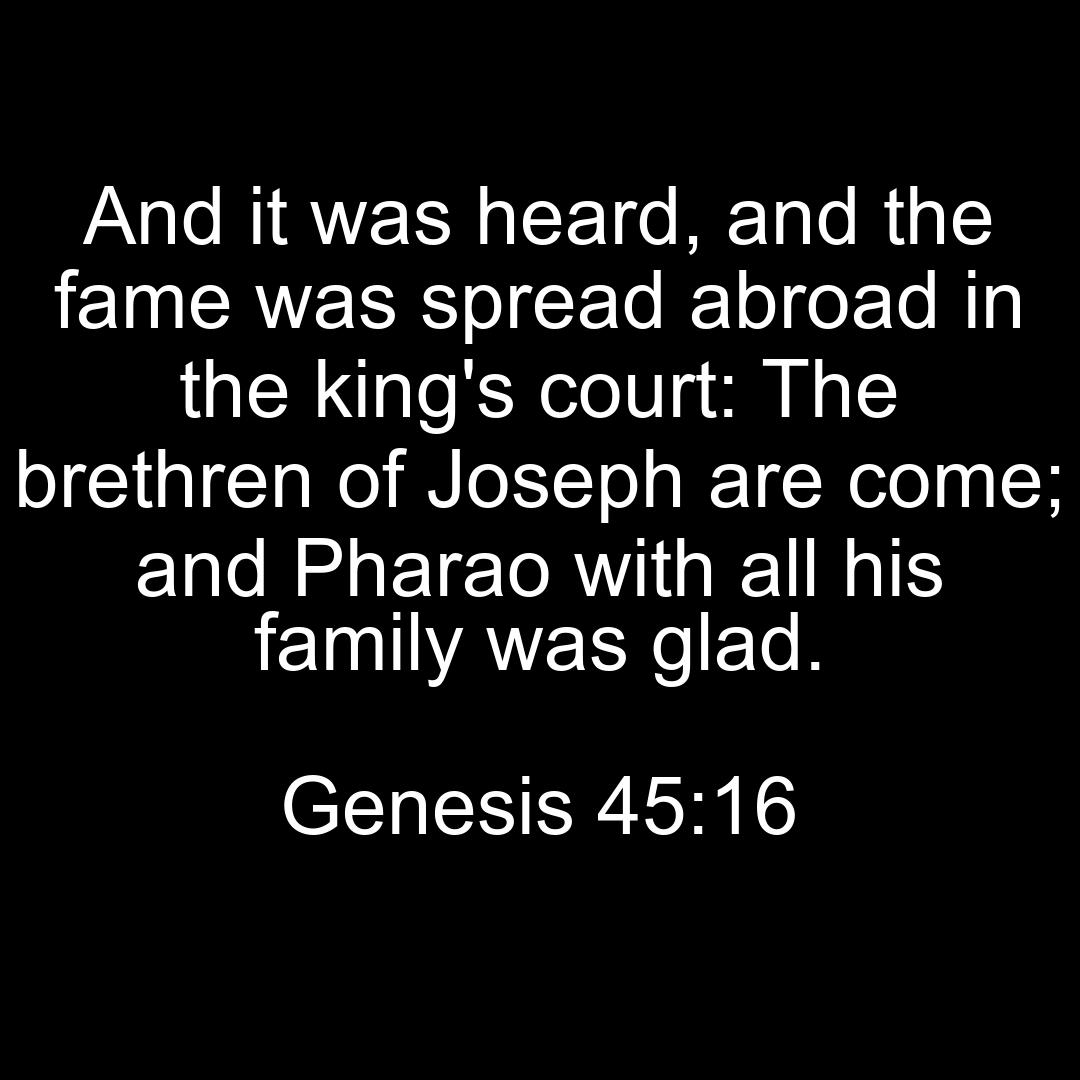 And it was heard, and the
fame was spread abroad in
the king's court: The
brethren of Joseph are come;
and Pharao with all his
family was glad.
Genesis 45:16